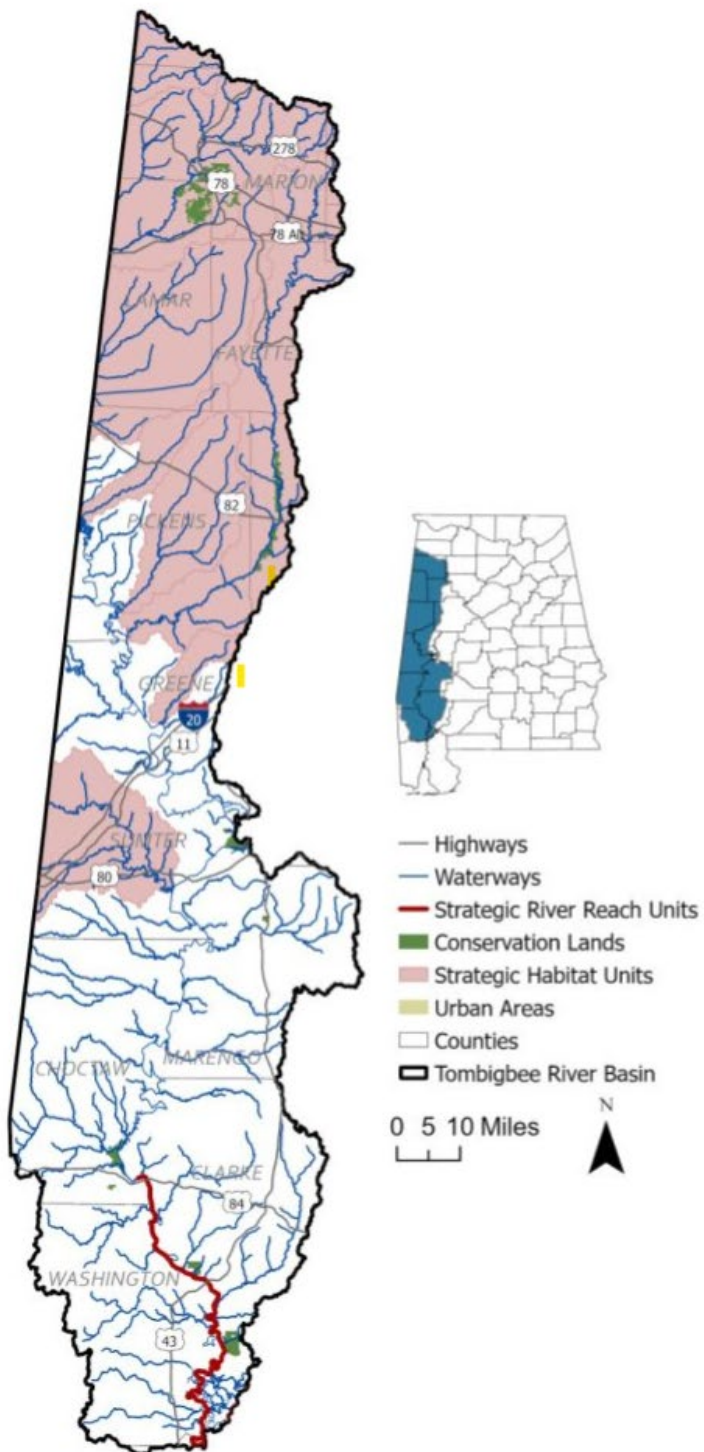 278
78
MARION
78 Alt
LAMAR
FAYETTE
82
PICKENS
GREENE
20
11
SUMTER
80
CHOCTAW
MARENGO
CLARKE
84
WASHINGTON
43
Highways
Waterways
Strategic River Reach Units
Conservation Lands
Strategic Habitat Units
Urban Areas
Counties
Tombigbee River Basin
N
0 5 10 Miles